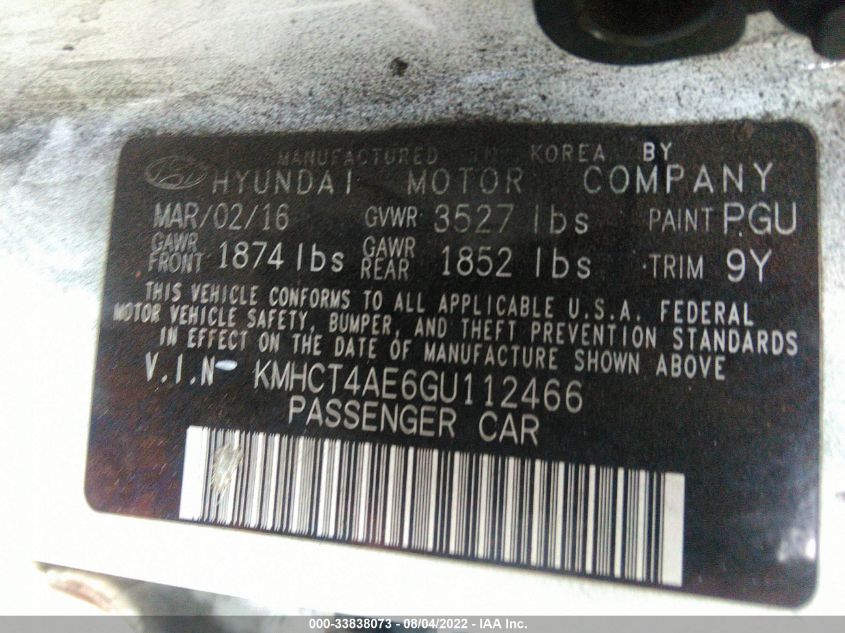 MANUFACTURED IN KOREA BY
HYUNDAI MOTOR COMPANY
MAR/02/16 GVWR 3527 lbs PAINT PGU
GAWR FRONT 1874 lbs GAWR REAR 1852 lbs TRIM 9Y
THIS VEHICLE CONFORMS TO ALL APPLICABLE U.S.A. FEDERAL
MOTOR VEHICLE SAFETY, BUMPER, AND THEFT PREVENTION STANDARDS
IN EFFECT ON THE DATE OF MANUFACTURE SHOWN ABOVE
V.I.N- KMHCT4AE6GU112466
PASSENGER CAR
000-33838073 - 08/04/2022 - IAA Inc.